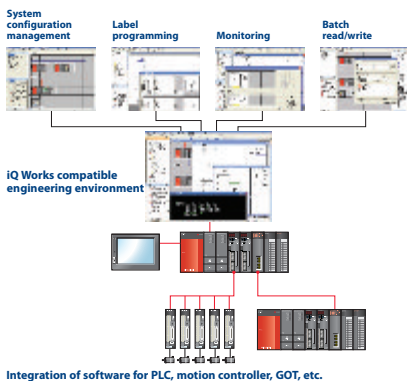 System
configuration
management
Label
programming
Monitoring
Batch
read/write
iQ Works compatible
engineering environment
Integration of software for PLC, motion controller, GOT, etc.